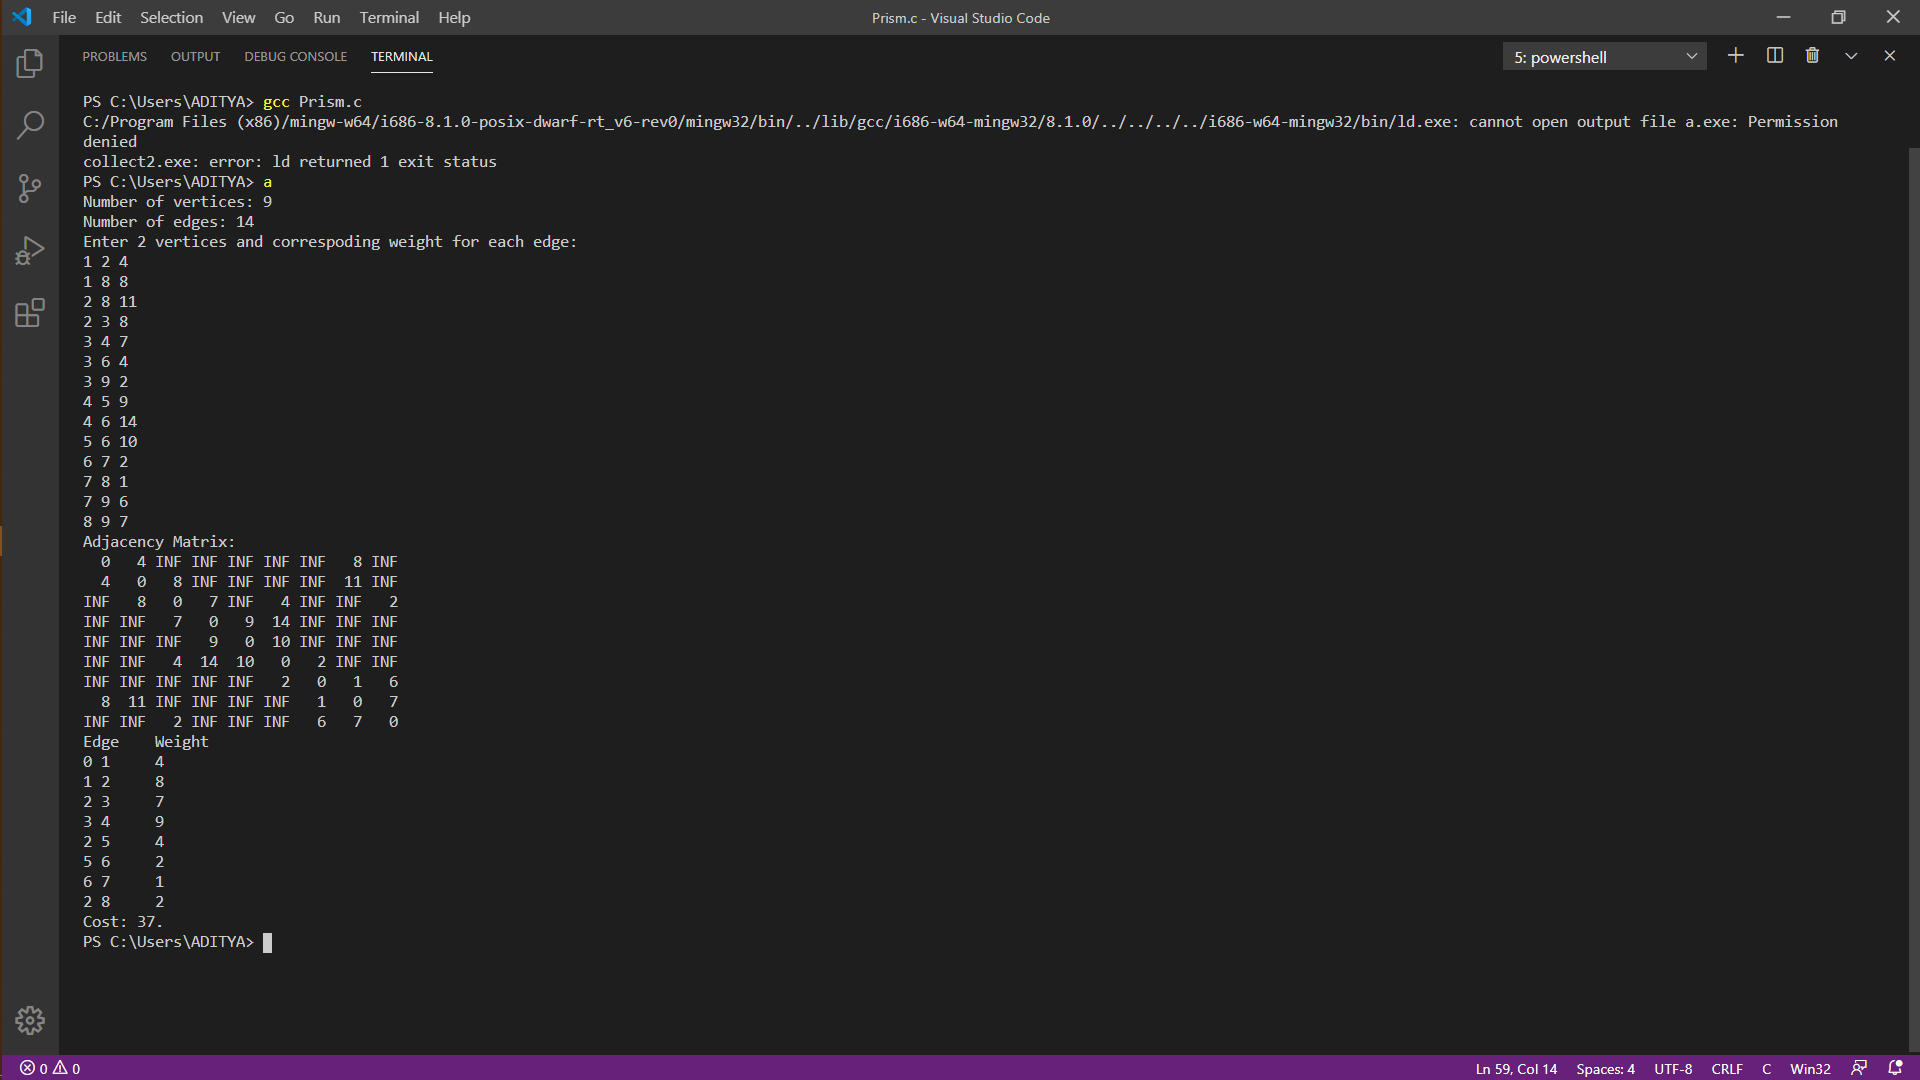 File Edit Selection View Go Run Terminal Help
Prism.c - Visual Studio Code
PROBLEMS OUTPUT DEBUG CONSOLE TERMINAL
5: powershell
PS C:\Users\ADITYA> gcc Prism.c
C:/Program Files (x86)/mingw-w64/i686-8.1.0-posix-dwarf-rt_v6-rev0/mingw32/bin/../lib/gcc/i686-w64-mingw32/8.1.0/../../../../i686-w64-mingw32/bin/ld.exe: cannot open output file a.exe: Permission
denied
collect2.exe: error: ld returned 1 exit status
PS C:\Users\ADITYA> a
Number of vertices: 9
Number of edges: 14
Enter 2 vertices and correspoding weight for each edge:
1 2 4
1 8 8
2 8 11
2 3 8
3 4 7
3 6 4
3 9 2
4 5 9
4 6 14
5 6 10
6 7 2
7 8 1
7 9 6
8 9 7
Adjacency Matrix:
  0   4 INF INF INF INF INF   8 INF
  4   0   8 INF INF INF INF  11 INF
INF   8   0   7 INF   4 INF INF   2
INF INF   7   0   9  14 INF INF INF
INF INF INF   9   0  10 INF INF INF
INF INF   4  14  10   0   2 INF INF
INF INF INF INF INF   2   0   1   6
  8  11 INF INF INF INF   1   0   7
INF INF   2 INF INF INF   6   7   0
Edge    Weight
0 1     4
1 2     8
2 3     7
3 4     9
2 5     4
5 6     2
6 7     1
2 8     2
Cost: 37.
PS C:\Users\ADITYA>
0 0
Ln 59, Col 14 Spaces: 4 UTF-8 CRLF C Win32